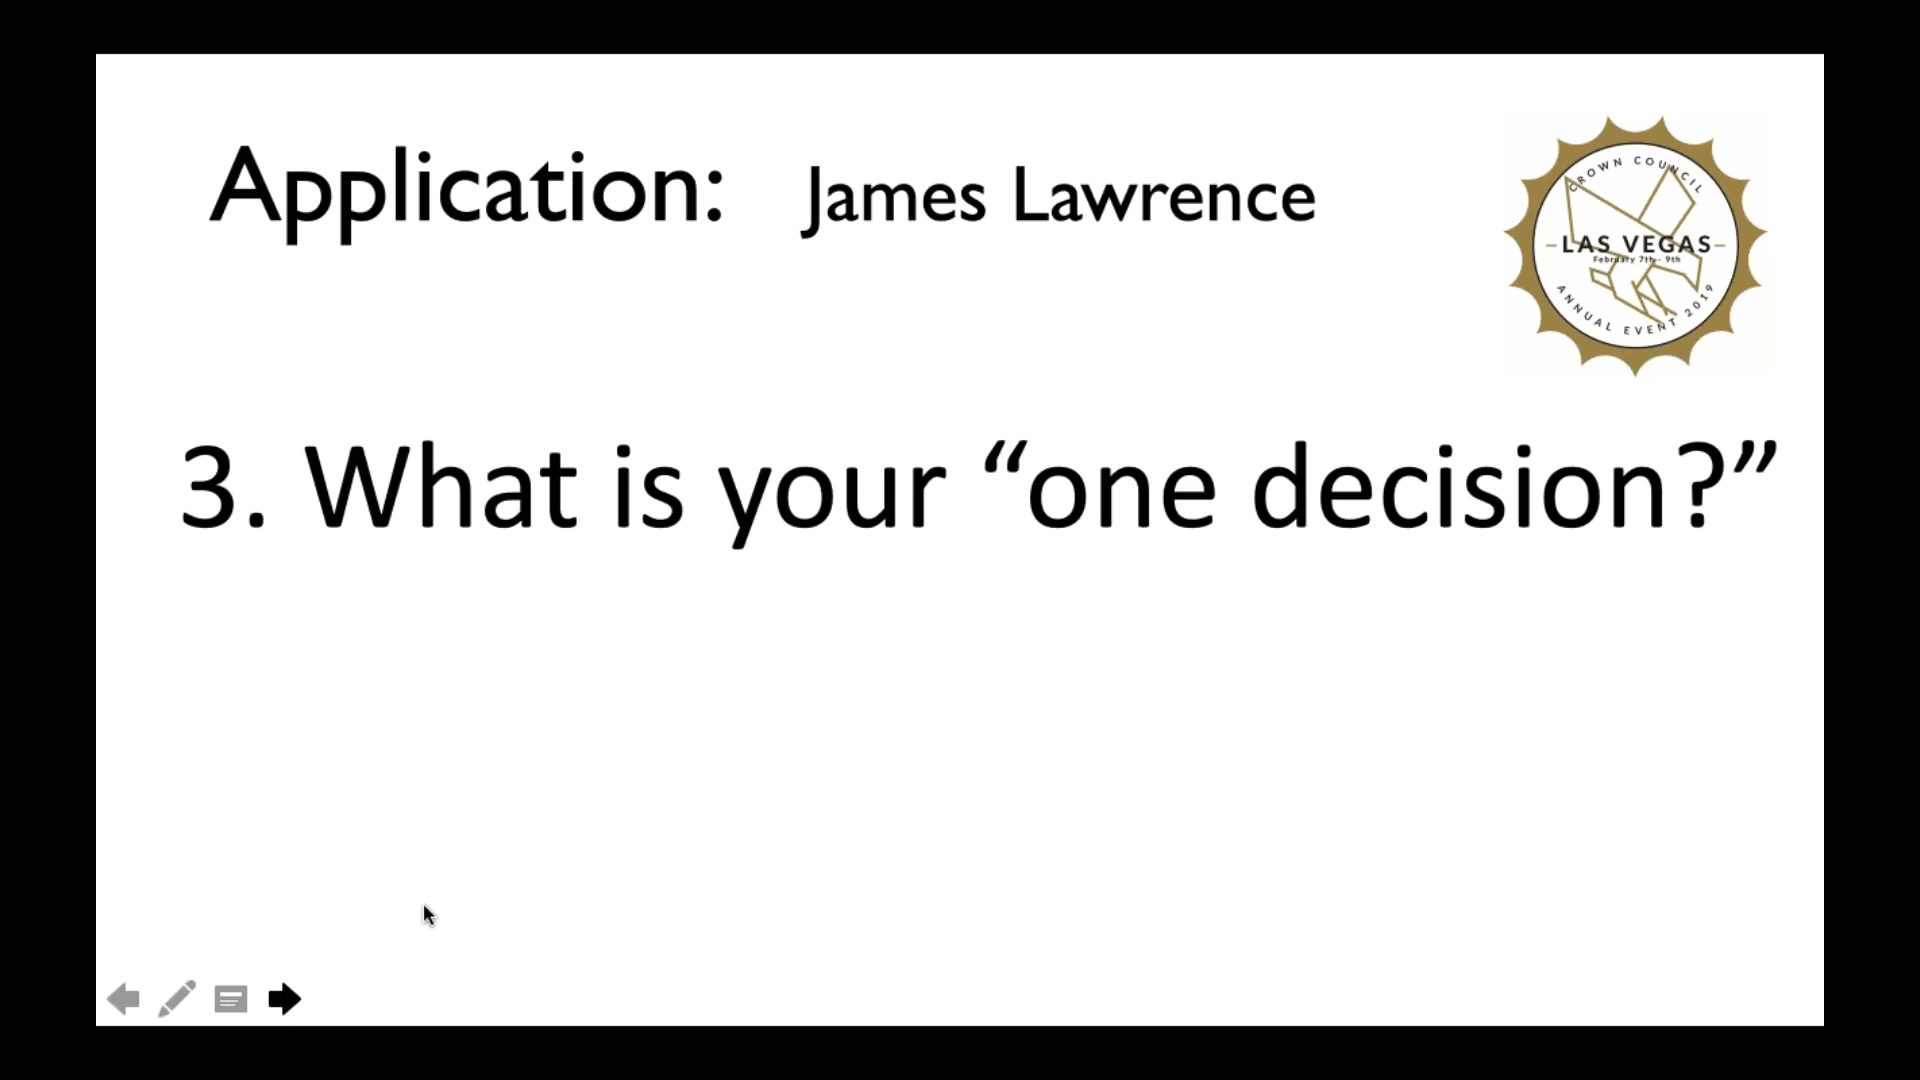 Application: James Lawrence
CROWN COUNCIL
LAS VEGAS
February 7th - 9th
ANNUAL EVENT 2019
3. What is your “one decision?”